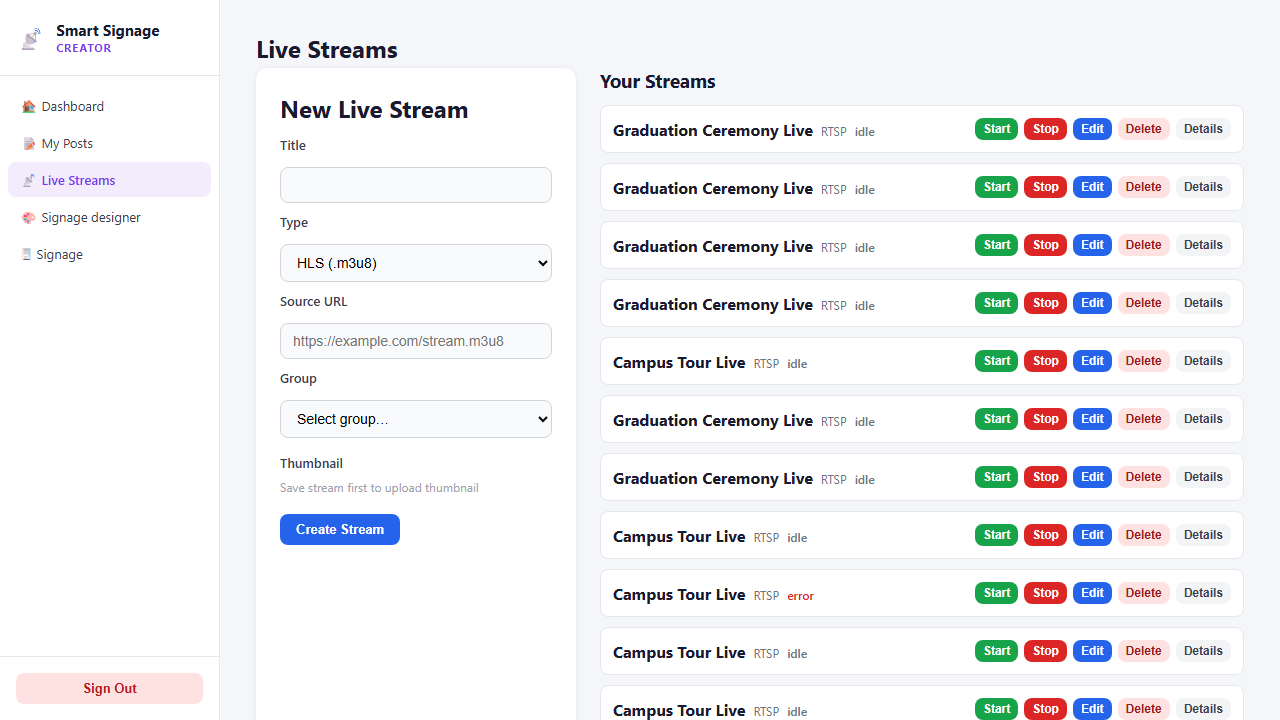 Smart Signage
CREATOR
Dashboard
My Posts
Live Streams
Signage designer
Signage
Sign Out
Live Streams
New Live Stream
Title
Type
HLS (.m3u8)
Source URL
https://example.com/stream.m3u8
Group
Select group...
Thumbnail
Save stream first to upload thumbnail
Create Stream
Your Streams
Graduation Ceremony Live RTSP idle Start Stop Edit Delete Details
Graduation Ceremony Live RTSP idle Start Stop Edit Delete Details
Graduation Ceremony Live RTSP idle Start Stop Edit Delete Details
Graduation Ceremony Live RTSP idle Start Stop Edit Delete Details
Campus Tour Live RTSP idle Start Stop Edit Delete Details
Graduation Ceremony Live RTSP idle Start Stop Edit Delete Details
Graduation Ceremony Live RTSP idle Start Stop Edit Delete Details
Campus Tour Live RTSP idle Start Stop Edit Delete Details
Campus Tour Live RTSP error Start Stop Edit Delete Details
Campus Tour Live RTSP idle Start Stop Edit Delete Details
Campus Tour Live RTSP idle Start Stop Edit Delete Details